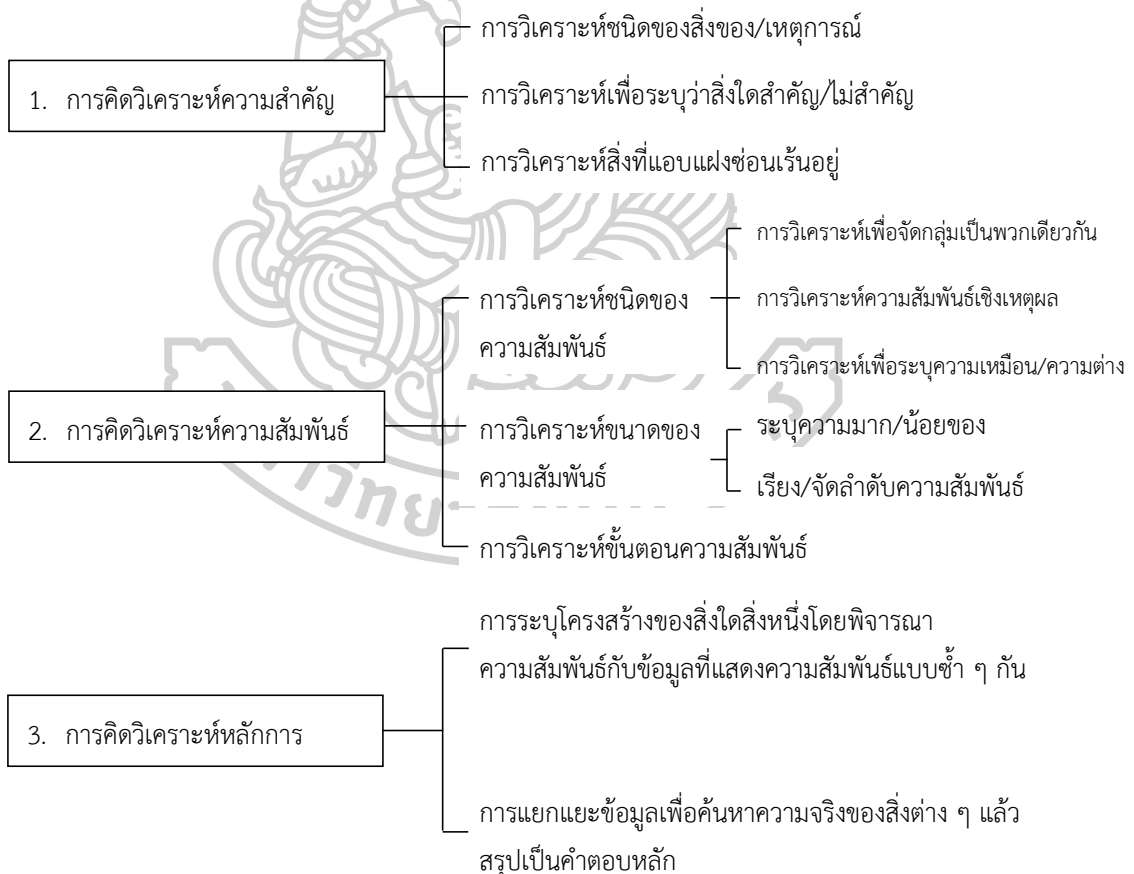 การวิเคราะห์ชนิดของสิ่งของ/เหตุการณ์
1. การคิดวิเคราะห์ความสำคัญ
การวิเคราะห์เพื่อระบุว่าสิ่งใดสำคัญ/ไม่สำคัญ
การวิเคราะห์สิ่งที่แอบแฝงซ่อนเร้นอยู่
การวิเคราะห์เพื่อจัดกลุ่มเป็นพวกเดียวกัน
การวิเคราะห์ชนิดของ
ความสัมพันธ์
การวิเคราะห์ความสัมพันธ์เชิงเหตุผล
การวิเคราะห์เพื่อระบุความเหมือน/ความต่าง
2. การคิดวิเคราะห์ความสัมพันธ์
การวิเคราะห์ขนาดของ
ความสัมพันธ์
ระบุความมาก/น้อยของ
เรียง/จัดลำดับความสัมพันธ์
การวิเคราะห์ขั้นตอนความสัมพันธ์
การระบุโครงสร้างของสิ่งใดสิ่งหนึ่งโดยพิจารณา
ความสัมพันธ์กับข้อมูลที่แสดงความสัมพันธ์แบบซ้ำ ๆ กัน
3. การคิดวิเคราะห์หลักการ
การแยกแยะข้อมูลเพื่อค้นหาความจริงของสิ่งต่าง ๆ แล้ว
สรุปเป็นคำตอบหลัก